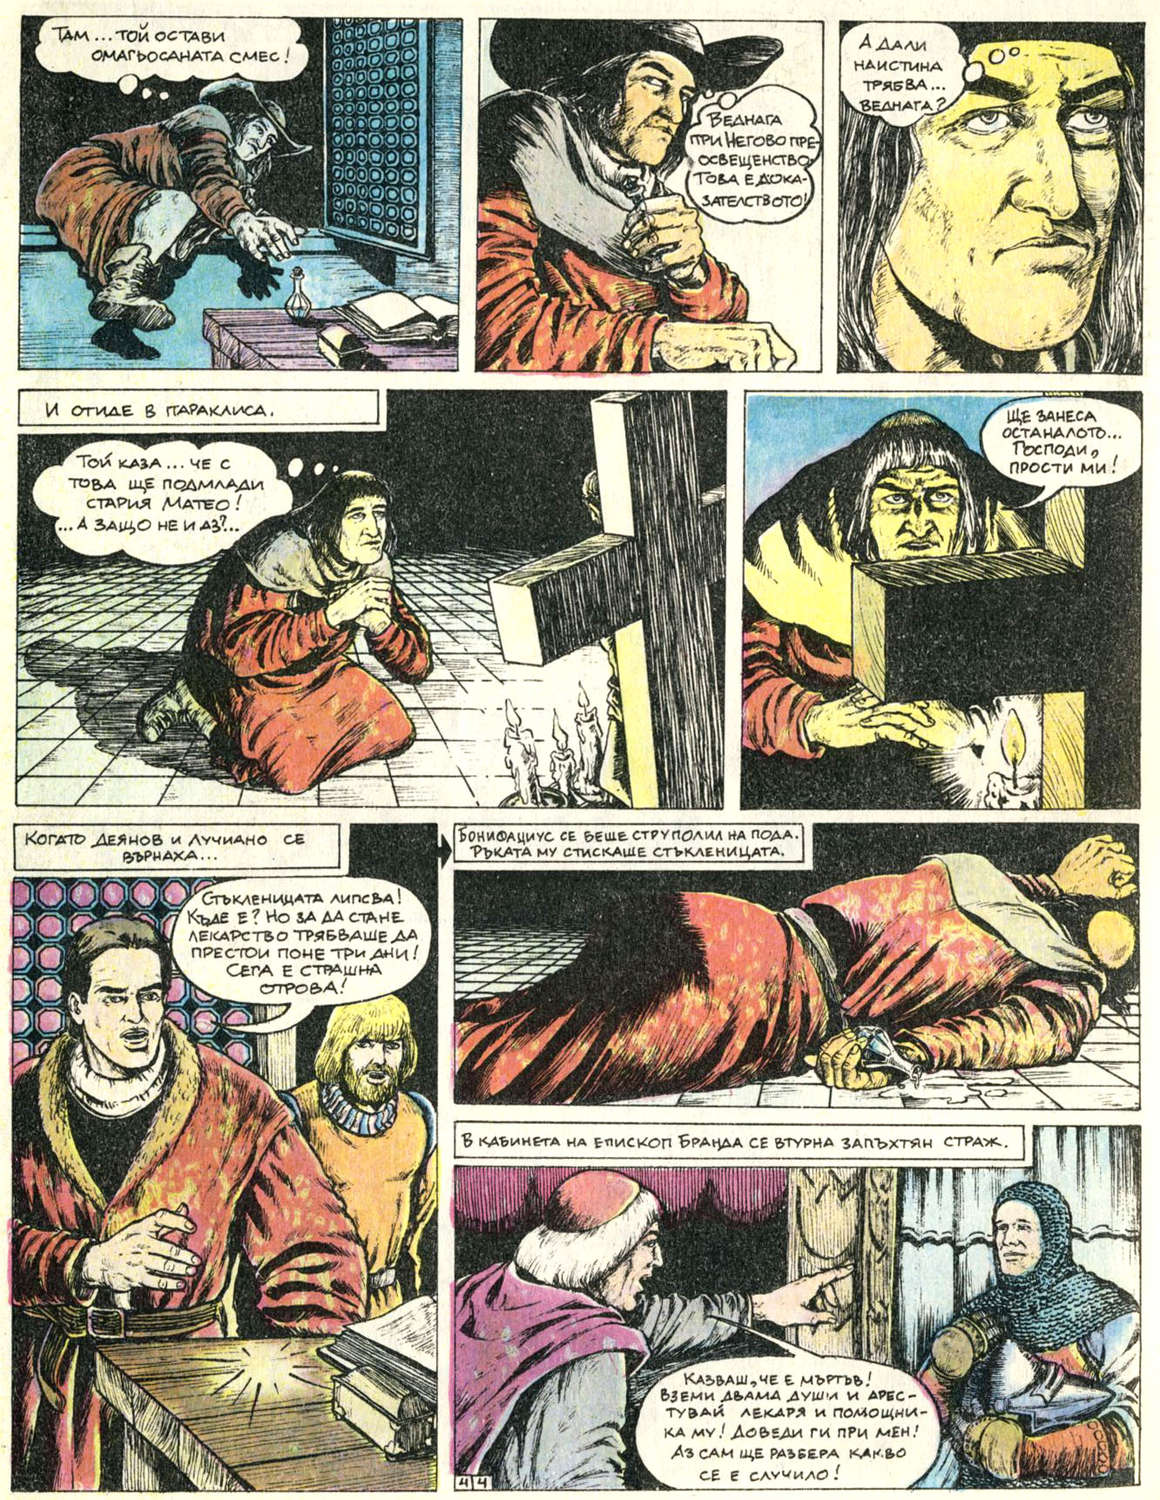 ТАМ...ТОЙ ОСТАВИ
ОМАГЬОСАНАТА СМЕС!
ВЕДНАГА
ПРИ НЕГОВО ПРЕ-
ОСВЕЩЕНСТВО
ТОВА Е ДОКА-
ЗАТЕЛСТВОТО!
А ДАЛИ
НАИСТИНА
ТРЯБВА...
ВЕДНАГА?
И ОТИДЕ В ПАРАКЛИСА.
ТОЙ КАЗА...ЧЕ С
ТОВА ЩЕ ПОДМЛАДИ
СТАРИЯ МАТЕО!
...А ЗАЩО НЕ И АЗ?...
ЩЕ ЗАНЕСА
ОСТАНАЛОТО...
ГОСПОДИ,
ПРОСТИ МИ!
КОГАТО ДЕЯНОВ И ЛУЧИАНО СЕ
ВЪРНАХА...
СТЪКЛЕНИЦАТА ЛИПСВА!
КЪДЕ Е? НО ЗА ДА СТАНЕ
ЛЕКАРСТВО ТРЯБВАШЕ ДА
ПРЕСТОИ ПОНЕ ТРИ ДНИ!
СЕГА Е СТРАШНА
ОТРОВА!
БОНИФАЦИУС СЕ БЕШЕ СТРУПОЛИЛ НА ПОДА.
РЪКАТА МУ СТИСКАШЕ СТЪКЛЕНИЦАТА.
В КАБИНЕТА НА ЕПИСКОП БРАНДА СЕ ВТУРНА ЗАПЪХТЯН СТРАЖ.
КАЗВАШ, ЧЕ Е МЪРТЪВ!
ВЗЕМИ ДВАМА ДУШИ И АРЕС-
ТУВАЙ ЛЕКАРЯ И ПОМОЩНИ-
КА МУ! ДОВЕДИ ГИ ПРИ МЕН!
АЗ САМ ЩЕ РАЗБЕРА КАКВО
СЕ Е СЛУЧИЛО!
44